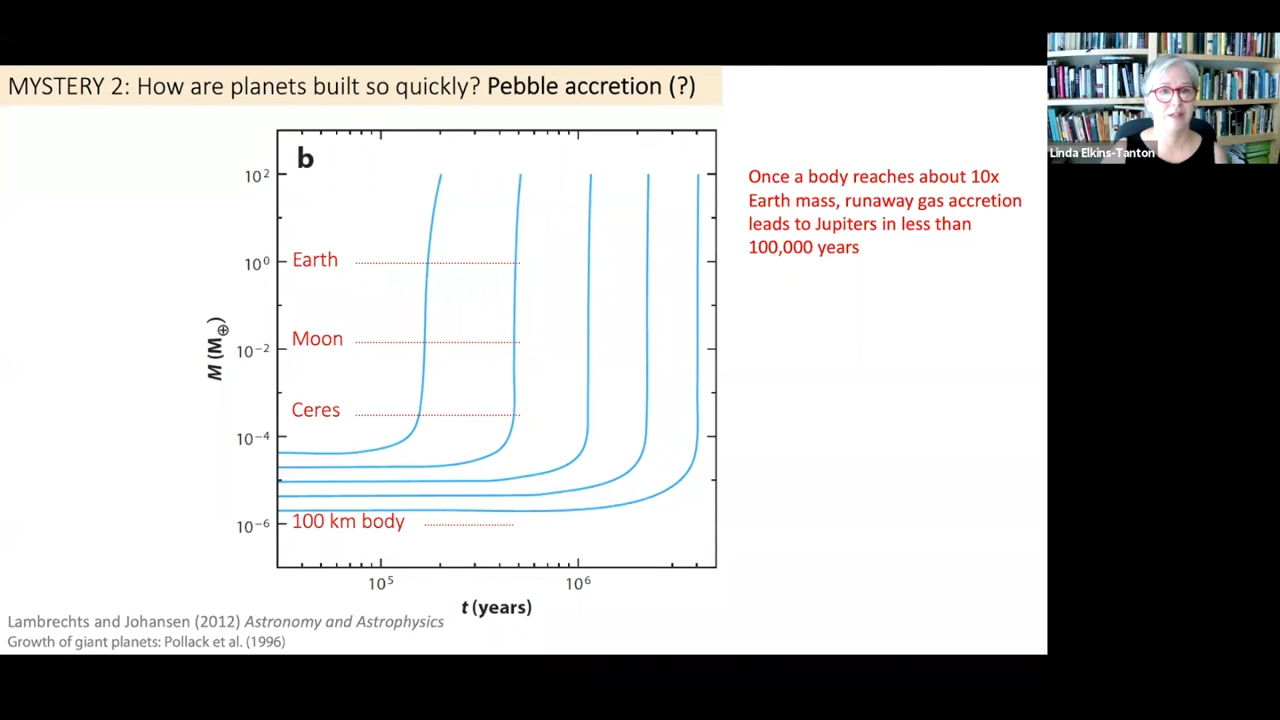 MYSTERY 2: How are planets built so quickly? Pebble accretion (?)
Linda Elkins-Tanton
b
Once a body reaches about 10x
Earth mass, runaway gas accretion
leads to Jupiters in less than
100,000 years
10²
Earth
10⁰
Moon
10⁻²
Ceres
10⁻⁴
100 km body
10⁻⁶
M (M⊕)
10⁵ 10⁶
t (years)
Lambrechts and Johansen (2012) Astronomy and Astrophysics
Growth of giant planets: Pollack et al. (1996)